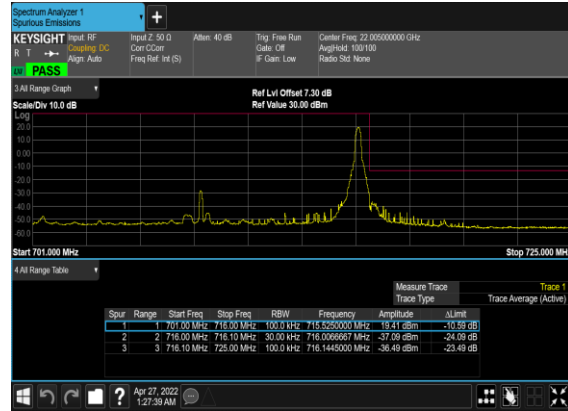 Spectrum Analyzer 1
Spurious Emissions
KEYSIGHT
R T
PASS
Input: RF
Coupling: DC
Align: Auto
Input Z: 50 Ω
Corr CCorr
Freq Ref: Int (S)
Atten: 40 dB
Trig: Free Run
Gate: Off
IF Gain: Low
Center Freq: 22.005000000 GHz
Avg|Hold: 100/100
Radio Std: None
3 All Range Graph
Scale/Div 10.0 dB
Ref Lvl Offset 7.30 dB
Ref Value 30.00 dBm
Log
20.0
10.0
0.00
-10.0
-20.0
-30.0
-40.0
-50.0
-60.0
Start 701.000 MHz
Stop 725.000 MH
4 All Range Table
Measure Trace Trace 1
Trace Type Trace Average (Active)
Spur Range Start Freq Stop Freq RBW Frequency Amplitude ΔLimit
1 1 701.00 MHz 716.00 MHz 100.0 kHz 715.5250000 MHz 19.41 dBm -10.59 dB
2 2 716.00 MHz 716.10 MHz 30.00 kHz 716.0066667 MHz -37.09 dBm -24.09 dB
3 3 716.10 MHz 725.00 MHz 100.0 kHz 716.1445000 MHz -36.49 dBm -23.49 dB
?
Apr 27, 2022
1:27:39 AM